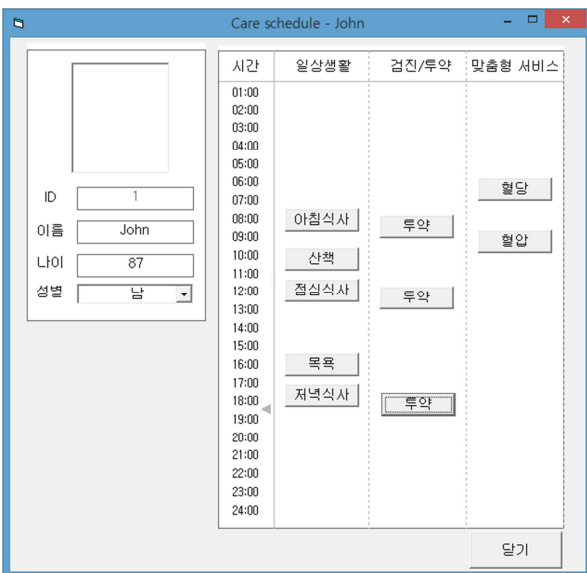 Care schedule - John
ID 1
이름 John
나이 87
성별 남
시간 일상생활 검진/투약 맞춤형 서비스
01:00
02:00
03:00
04:00
05:00
06:00 혈당
07:00
08:00 아침식사 투약
09:00 혈압
10:00 산책
11:00
12:00 점심식사 투약
13:00
14:00
15:00
16:00 목욕
17:00
18:00 저녁식사 투약
19:00
20:00
21:00
22:00
23:00
24:00
닫기